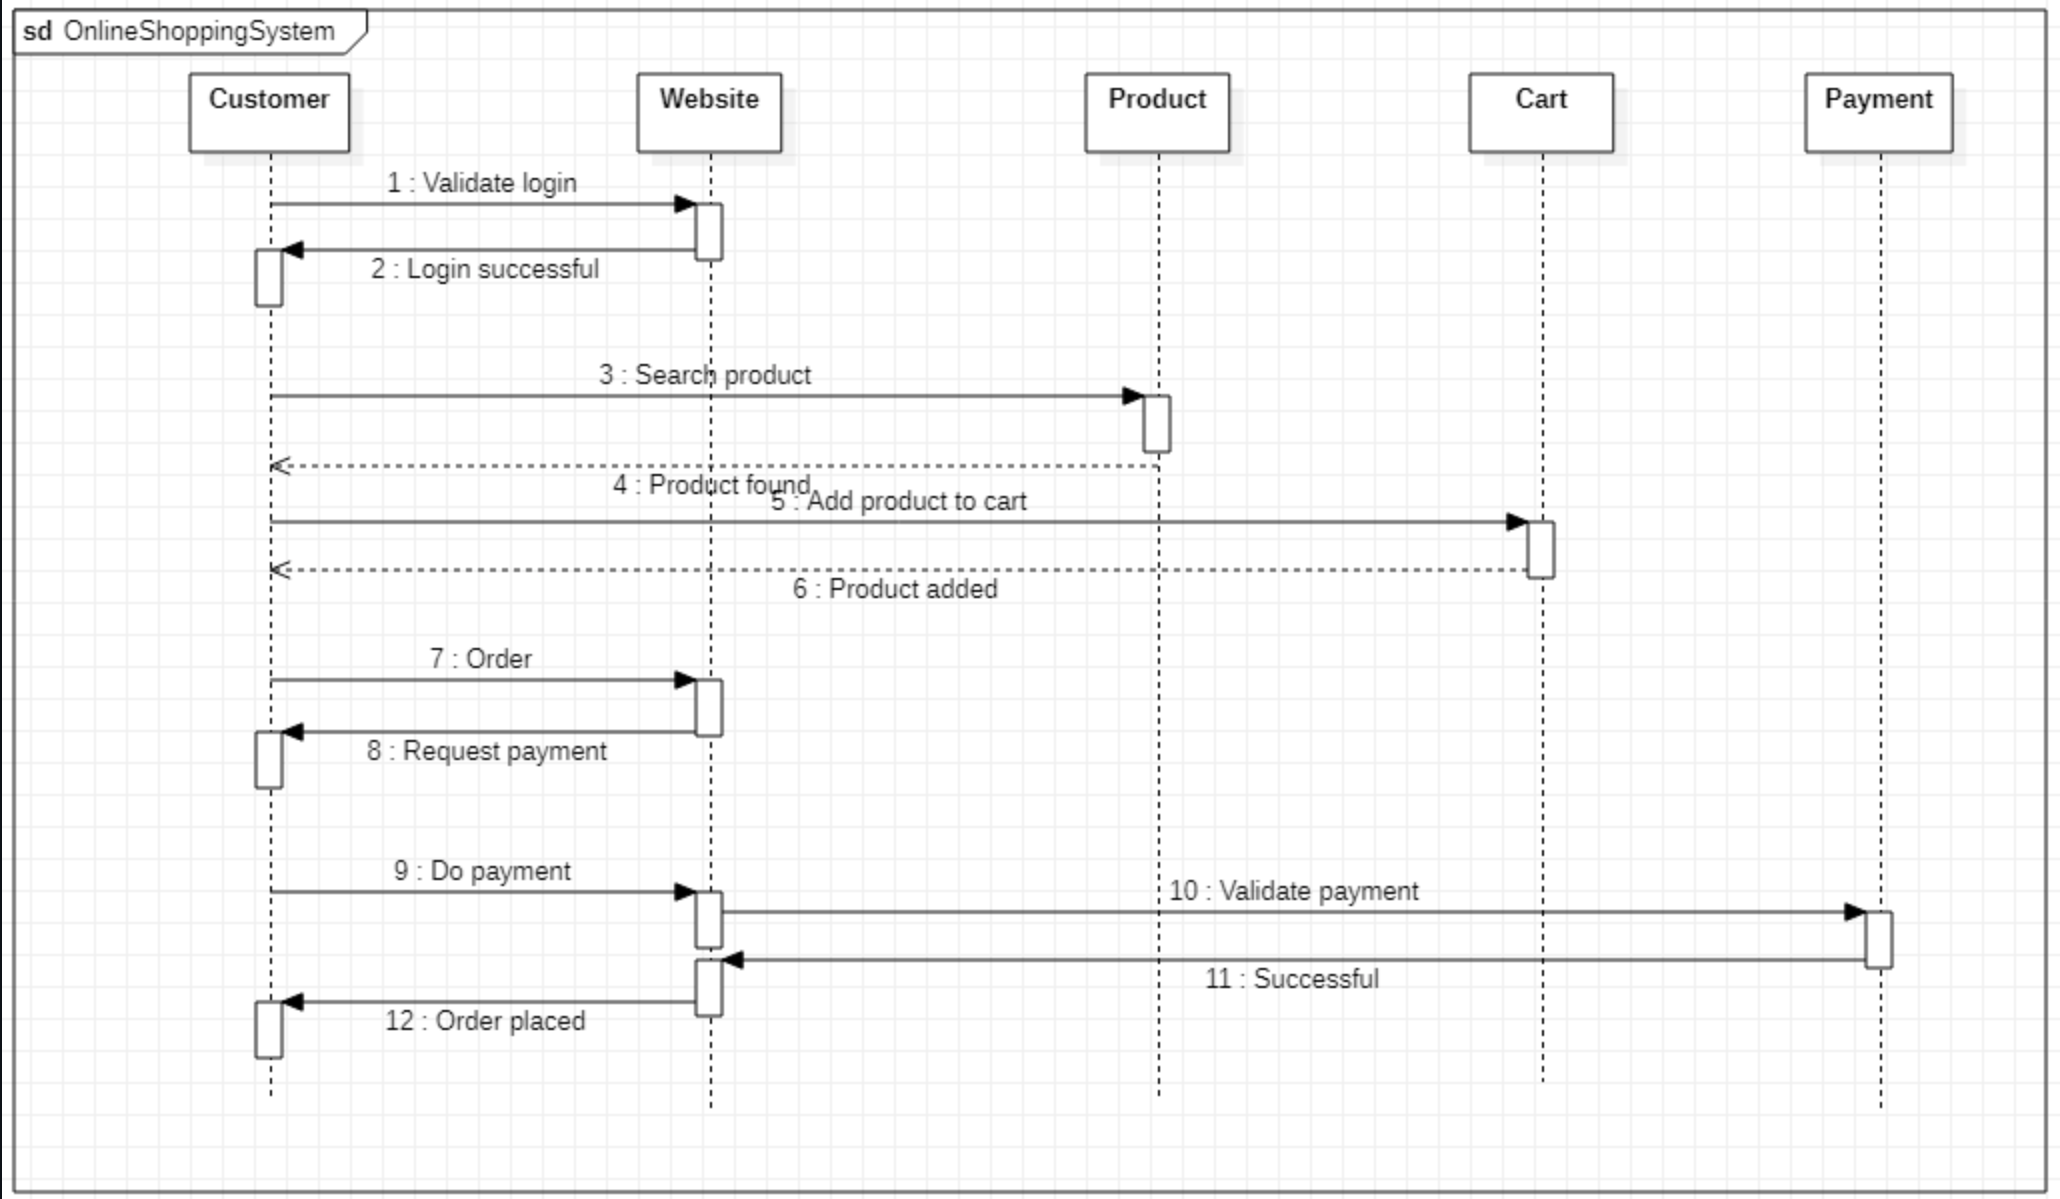 sd OnlineShoppingSystem
Customer
Website
Product
Cart
Payment
1 : Validate login
2 : Login successful
3 : Search product
4 : Product found
5 : Add product to cart
6 : Product added
7 : Order
8 : Request payment
9 : Do payment
10 : Validate payment
11 : Successful
12 : Order placed